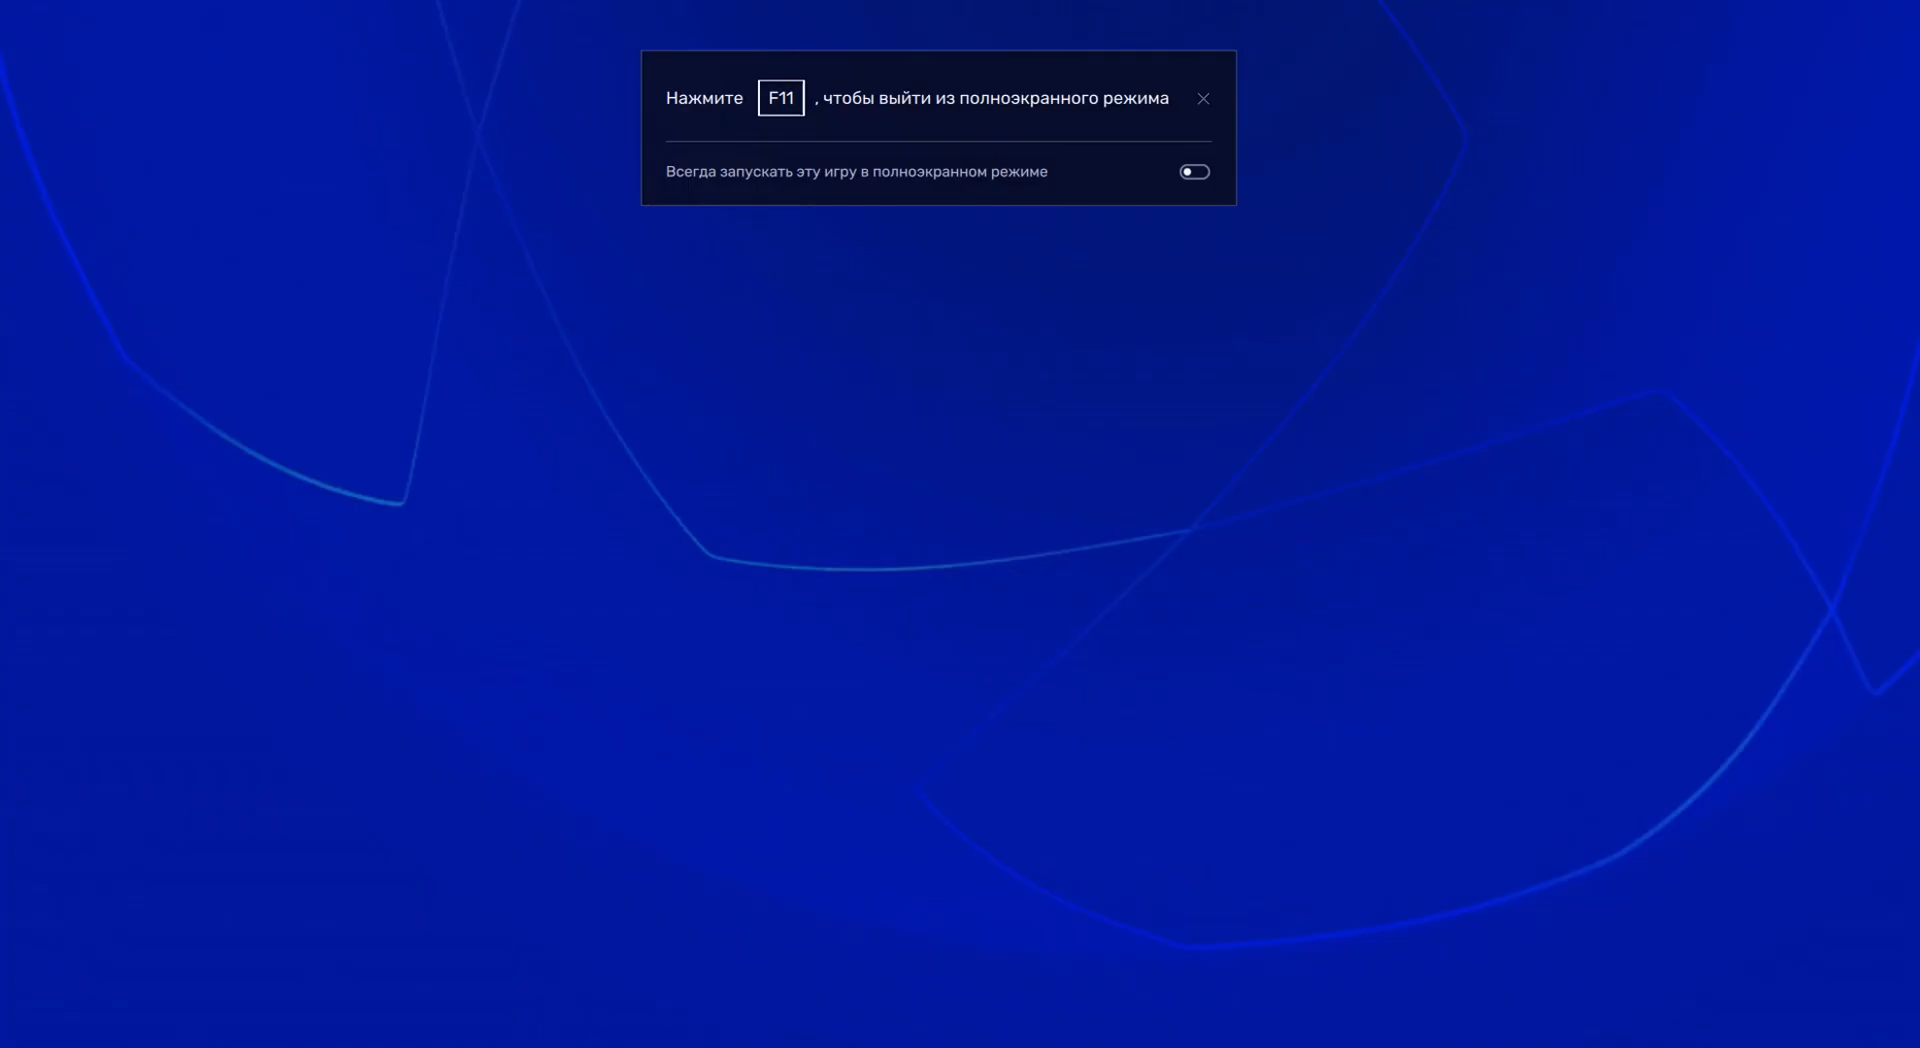 Нажмите F11 , чтобы выйти из полноэкранного режима
Всегда запускать эту игру в полноэкранном режиме